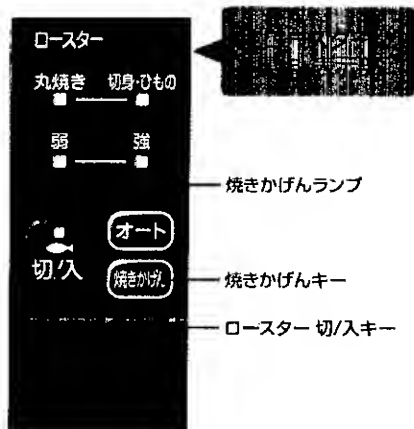 ロースター
丸焼き 切身・ひもの
弱 強
焼きかげんランプ
オート
切/入
焼きかげん
焼きかげんキー
ロースター 切/入キー